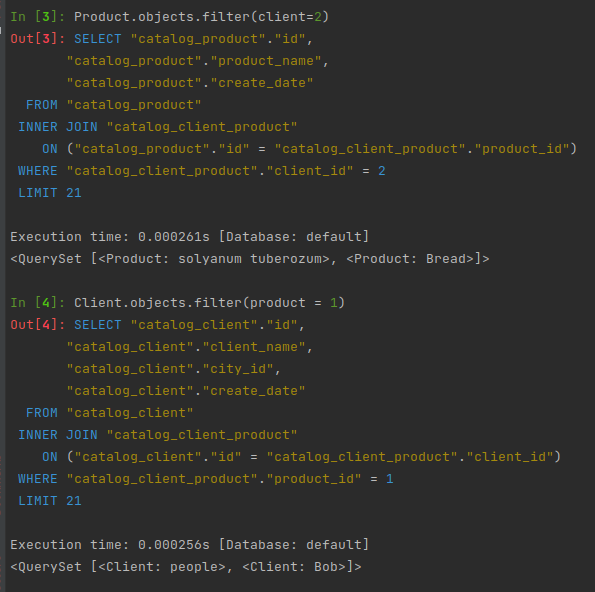 In [3]: Product.objects.filter(client=2)
Out[3]: SELECT "catalog_product"."id",
       "catalog_product"."product_name",
       "catalog_product"."create_date"
  FROM "catalog_product"
 INNER JOIN "catalog_client_product"
    ON ("catalog_product"."id" = "catalog_client_product"."product_id")
 WHERE "catalog_client_product"."client_id" = 2
 LIMIT 21
Execution time: 0.000261s [Database: default]
<QuerySet [<Product: solyanum tuberozum>, <Product: Bread>]>
In [4]: Client.objects.filter(product = 1)
Out[4]: SELECT "catalog_client"."id",
       "catalog_client"."client_name",
       "catalog_client"."city_id",
       "catalog_client"."create_date"
  FROM "catalog_client"
 INNER JOIN "catalog_client_product"
    ON ("catalog_client"."id" = "catalog_client_product"."client_id")
 WHERE "catalog_client_product"."product_id" = 1
 LIMIT 21
Execution time: 0.000256s [Database: default]
<QuerySet [<Client: people>, <Client: Bob>]>